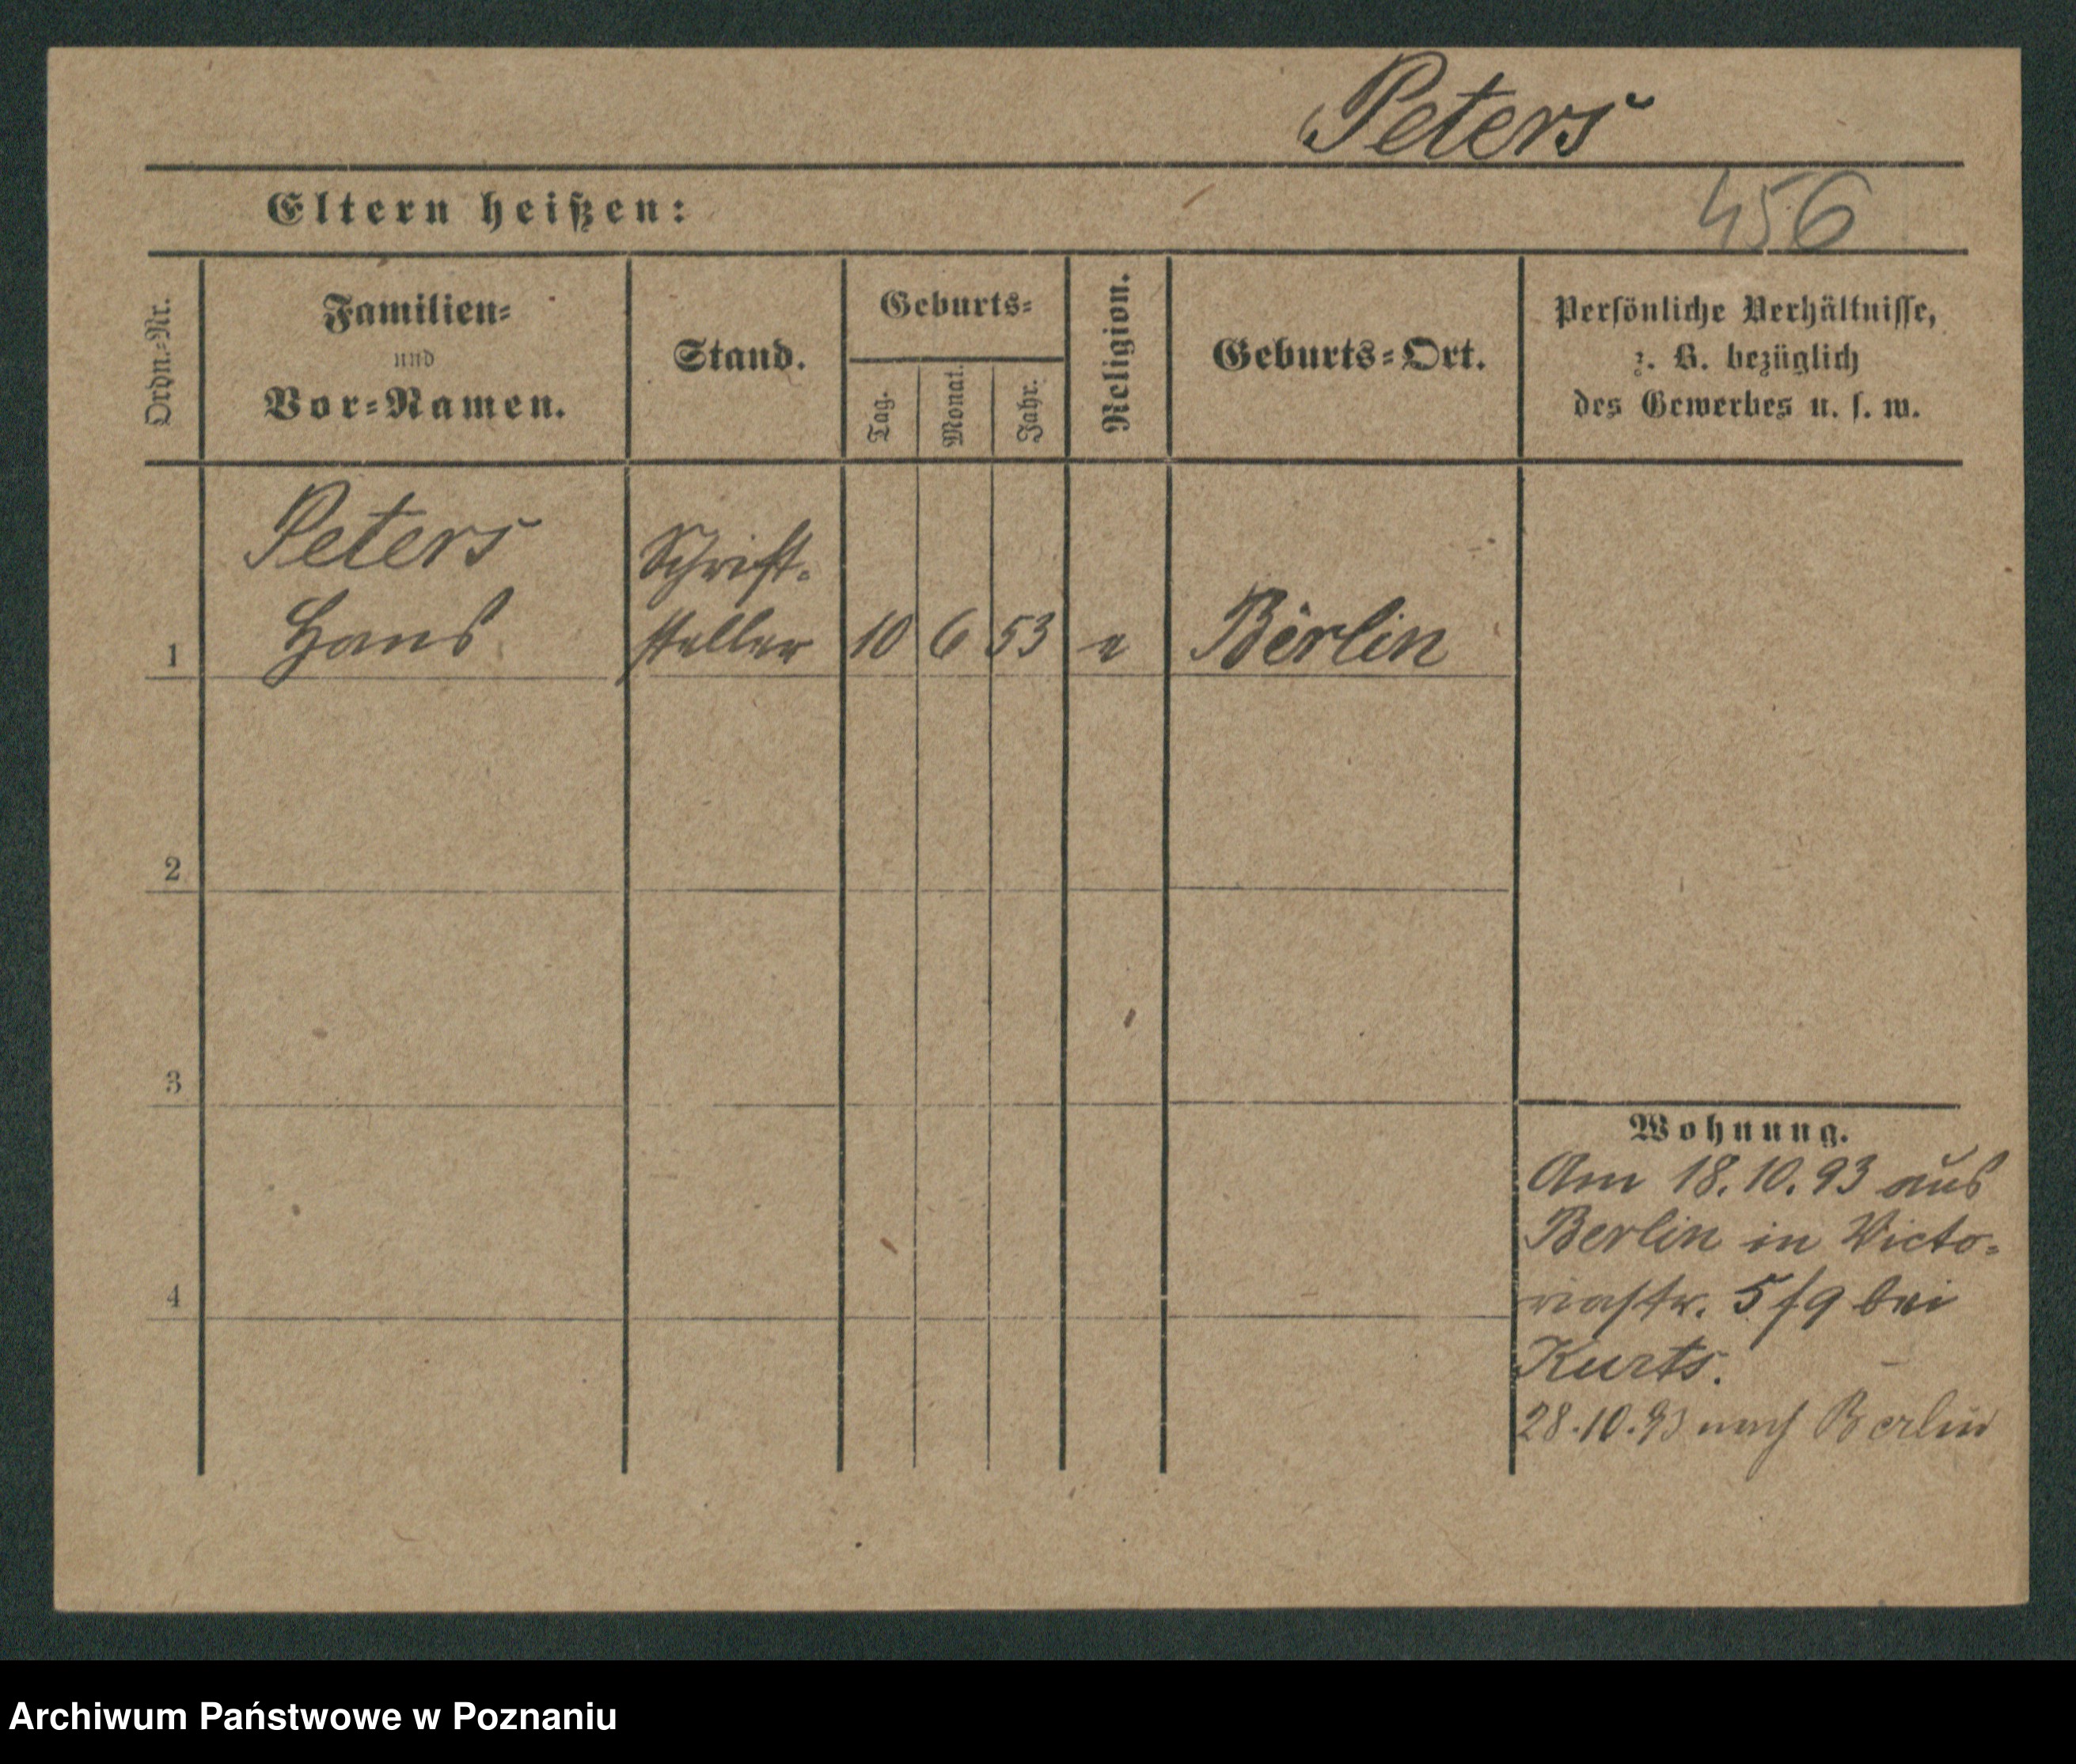 Peters
Eltern heißen:
456
Ordn.=Nr.
Familien=
und
Vor=Namen.
Stand.
Geburts=
Tag.
Monat.
Jahr.
Religion.
Geburts=Ort.
Persönliche Verhältnisse,
z. B. bezüglich
des Gewerbes u. s. w.
Peters Schrift-
1 Hans steller 10 6 53 e Berlin
2
3
4
Wohnung.
Am 18.10.93 aus
Berlin in Victo-
riastr. 5 f9 bei
Kurts.
28.10.93 nach Berlin
Archiwum Państwowe w Poznaniu